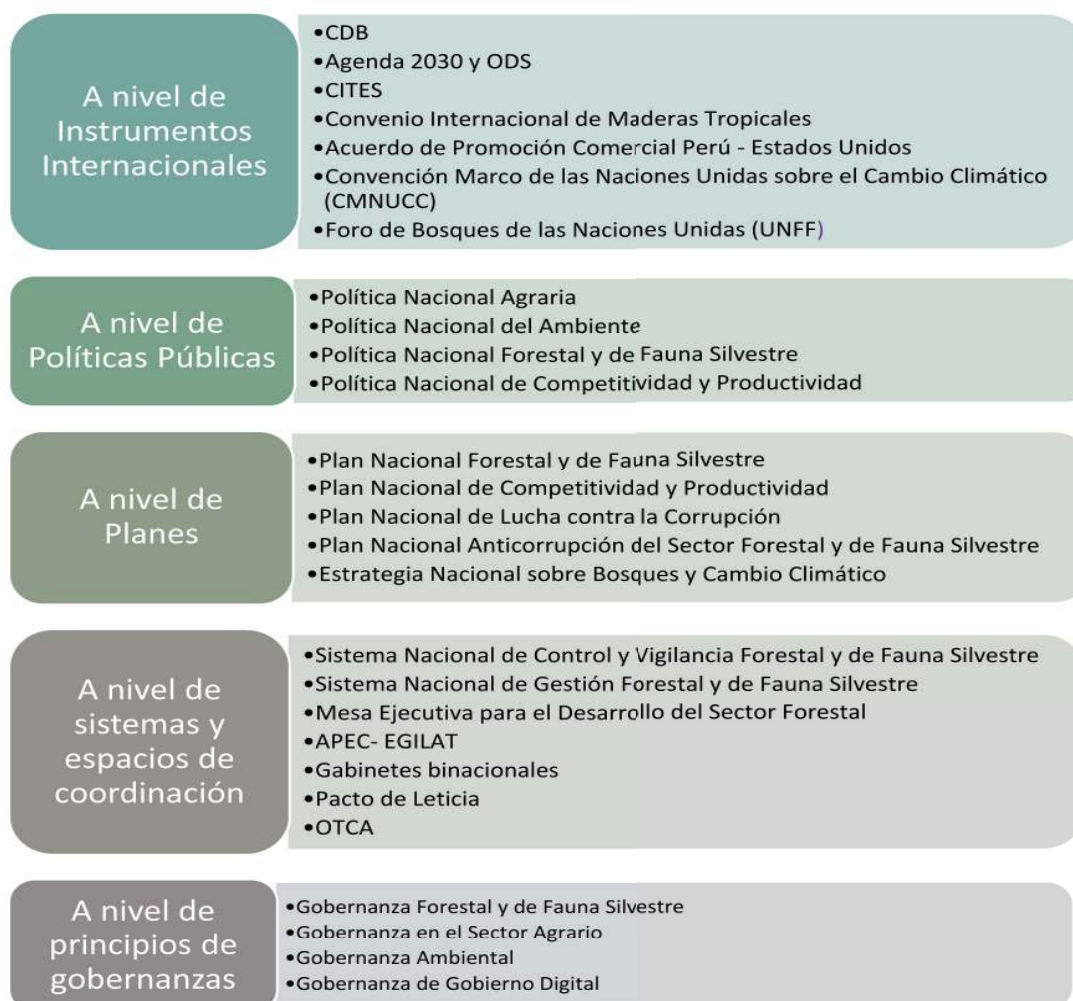 A nivel de
Instrumentos
Internacionales
•CDB
•Agenda 2030 y ODS
•CITES
•Convenio Internacional de Maderas Tropicales
•Acuerdo de Promoción Comercial Perú - Estados Unidos
•Convención Marco de las Naciones Unidas sobre el Cambio Climático
(CMNUCC)
•Foro de Bosques de las Naciones Unidas (UNFF)
A nivel de
Políticas Públicas
•Política Nacional Agraria
•Política Nacional del Ambiente
•Política Nacional Forestal y de Fauna Silvestre
•Política Nacional de Competitividad y Productividad
A nivel de
Planes
•Plan Nacional Forestal y de Fauna Silvestre
•Plan Nacional de Competitividad y Productividad
•Plan Nacional de Lucha contra la Corrupción
•Plan Nacional Anticorrupción del Sector Forestal y de Fauna Silvestre
•Estrategia Nacional sobre Bosques y Cambio Climático
A nivel de
sistemas y
espacios de
coordinación
•Sistema Nacional de Control y Vigilancia Forestal y de Fauna Silvestre
•Sistema Nacional de Gestión Forestal y de Fauna Silvestre
•Mesa Ejecutiva para el Desarrollo del Sector Forestal
•APEC- EGILAT
•Gabinetes binacionales
•Pacto de Leticia
•OTCA
A nivel de
principios de
gobernanzas
•Gobernanza Forestal y de Fauna Silvestre
•Gobernanza en el Sector Agrario
•Gobernanza Ambiental
•Gobernanza de Gobierno Digital